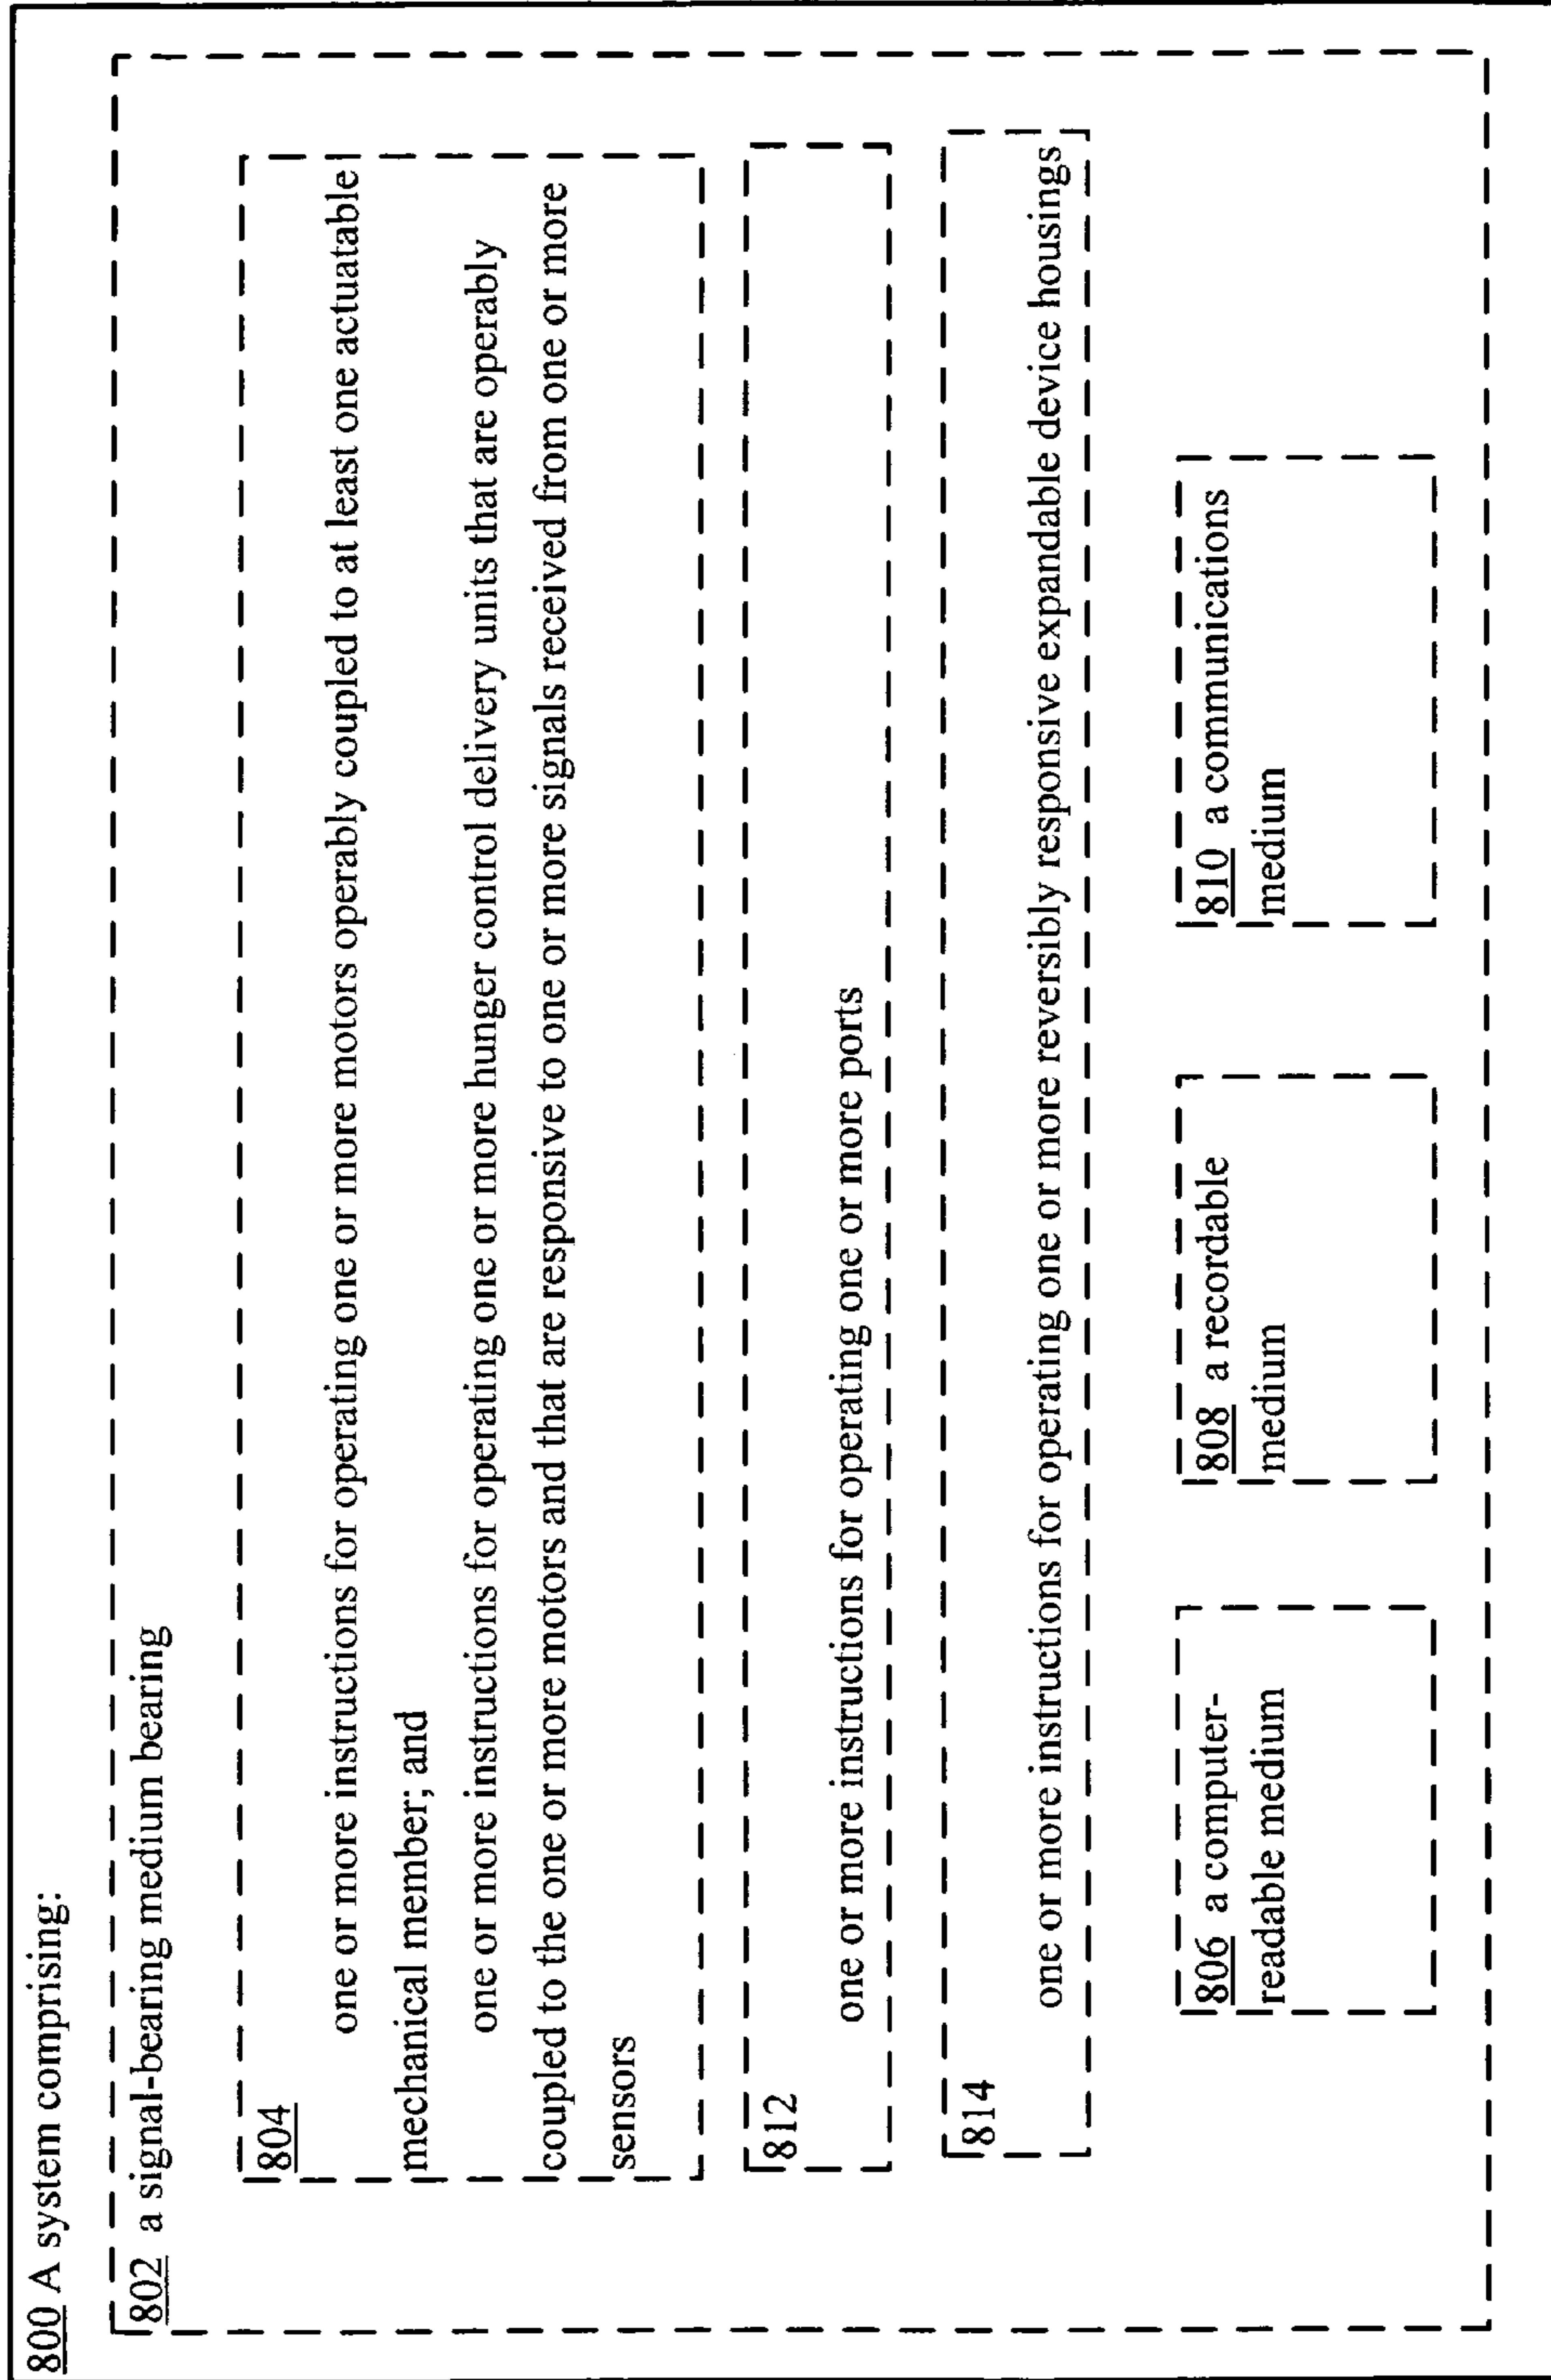 800 A system comprising:
802 a signal-bearing medium bearing
804
one or more instructions for operating one or more motors operably coupled to at least one actuatable
mechanical member; and
one or more instructions for operating one or more hunger control delivery units that are operably
coupled to the one or more motors and that are responsive to one or more signals received from one or more
sensors
812
one or more instructions for operating one or more ports
814
one or more instructions for operating one or more reversibly responsive expandable device housings
806 a computer-
readable medium
808 a recordable
medium
810 a communications
medium